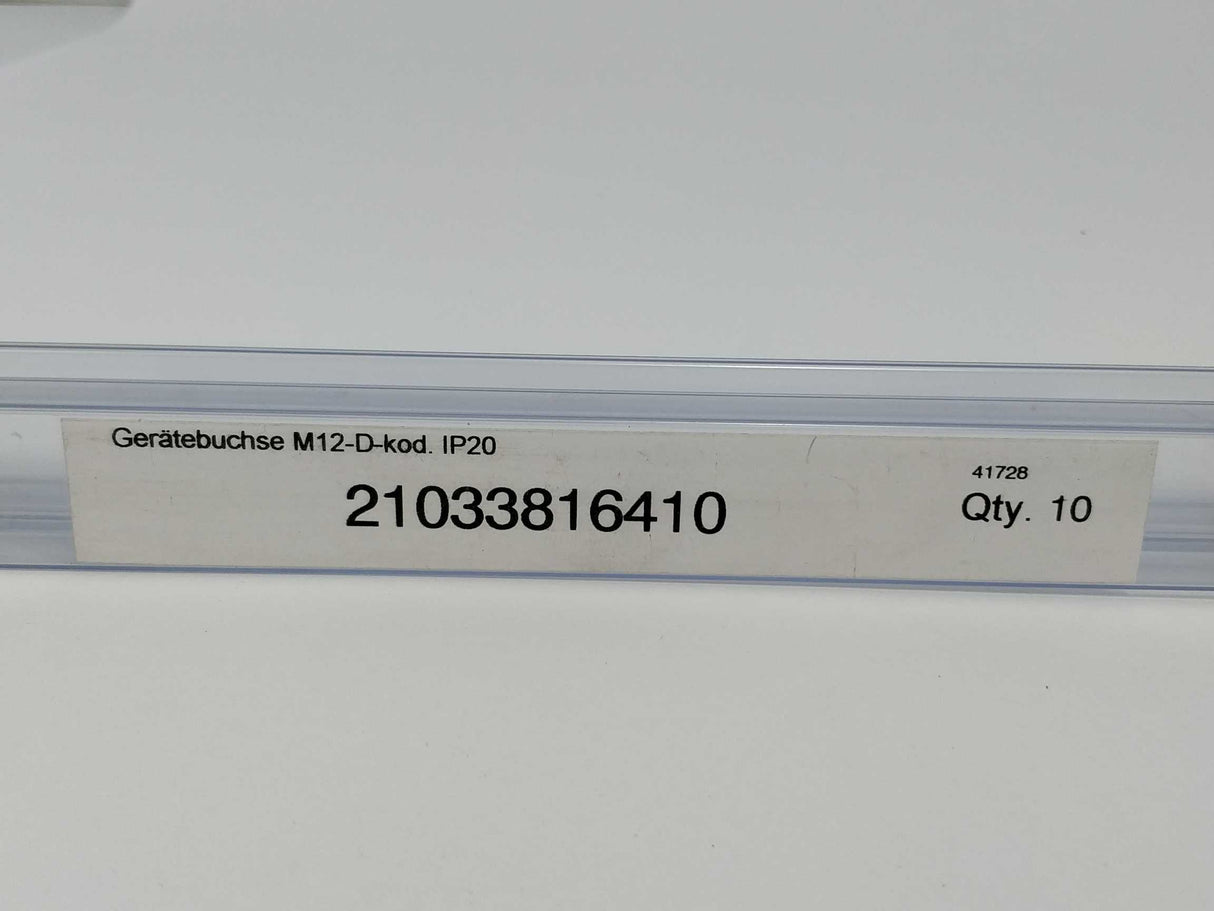 Gerätebuchse M12-D-kod. IP20
41728
21033816410
Qty. 10